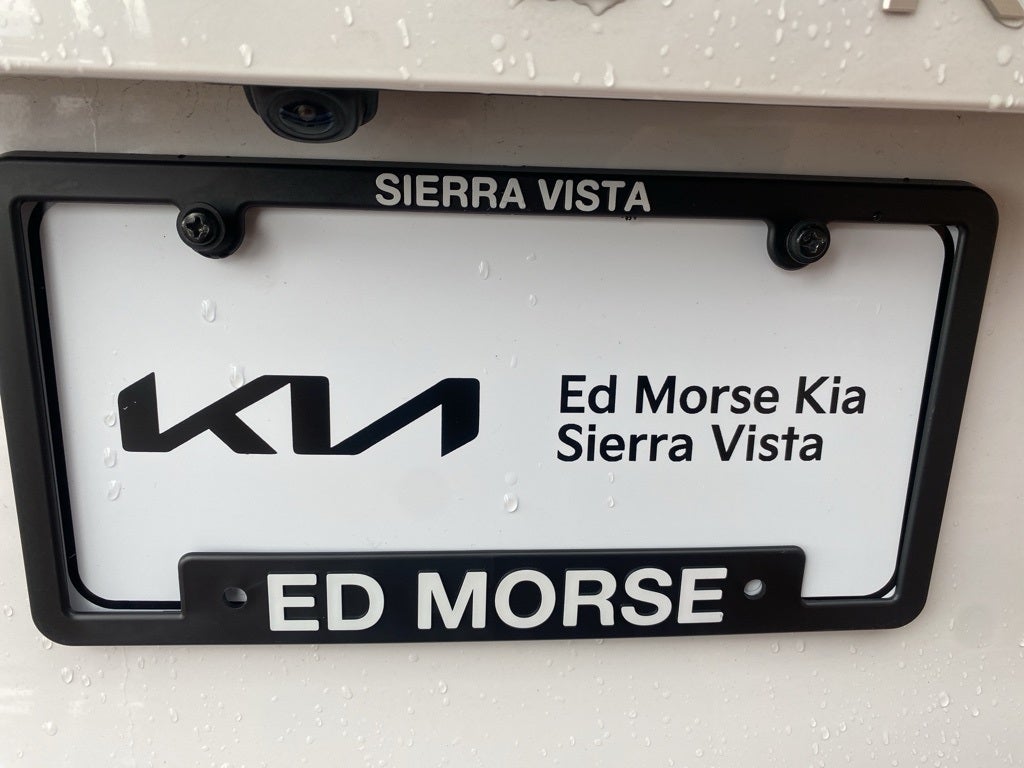 SIERRA VISTA
KIA
Ed Morse Kia
Sierra Vista
ED MORSE